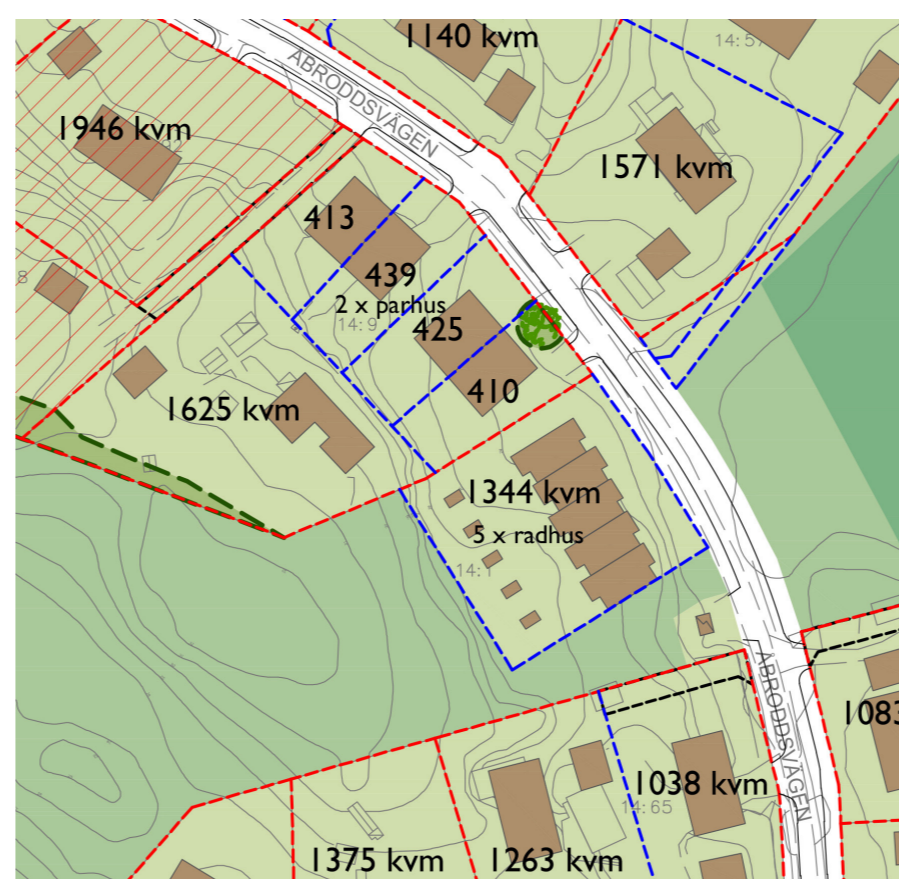 1140 kvm
14:57
ÅBRODDSVÄGEN
1946 kvm
1571 kvm
413
439
2 x parhus
14:9
425
8
410
1625 kvm
1344 kvm
5 x radhus
14:1
ÅBRODDSVÄGEN
1083
1038 kvm
14:65
1375 kvm
1263 kvm